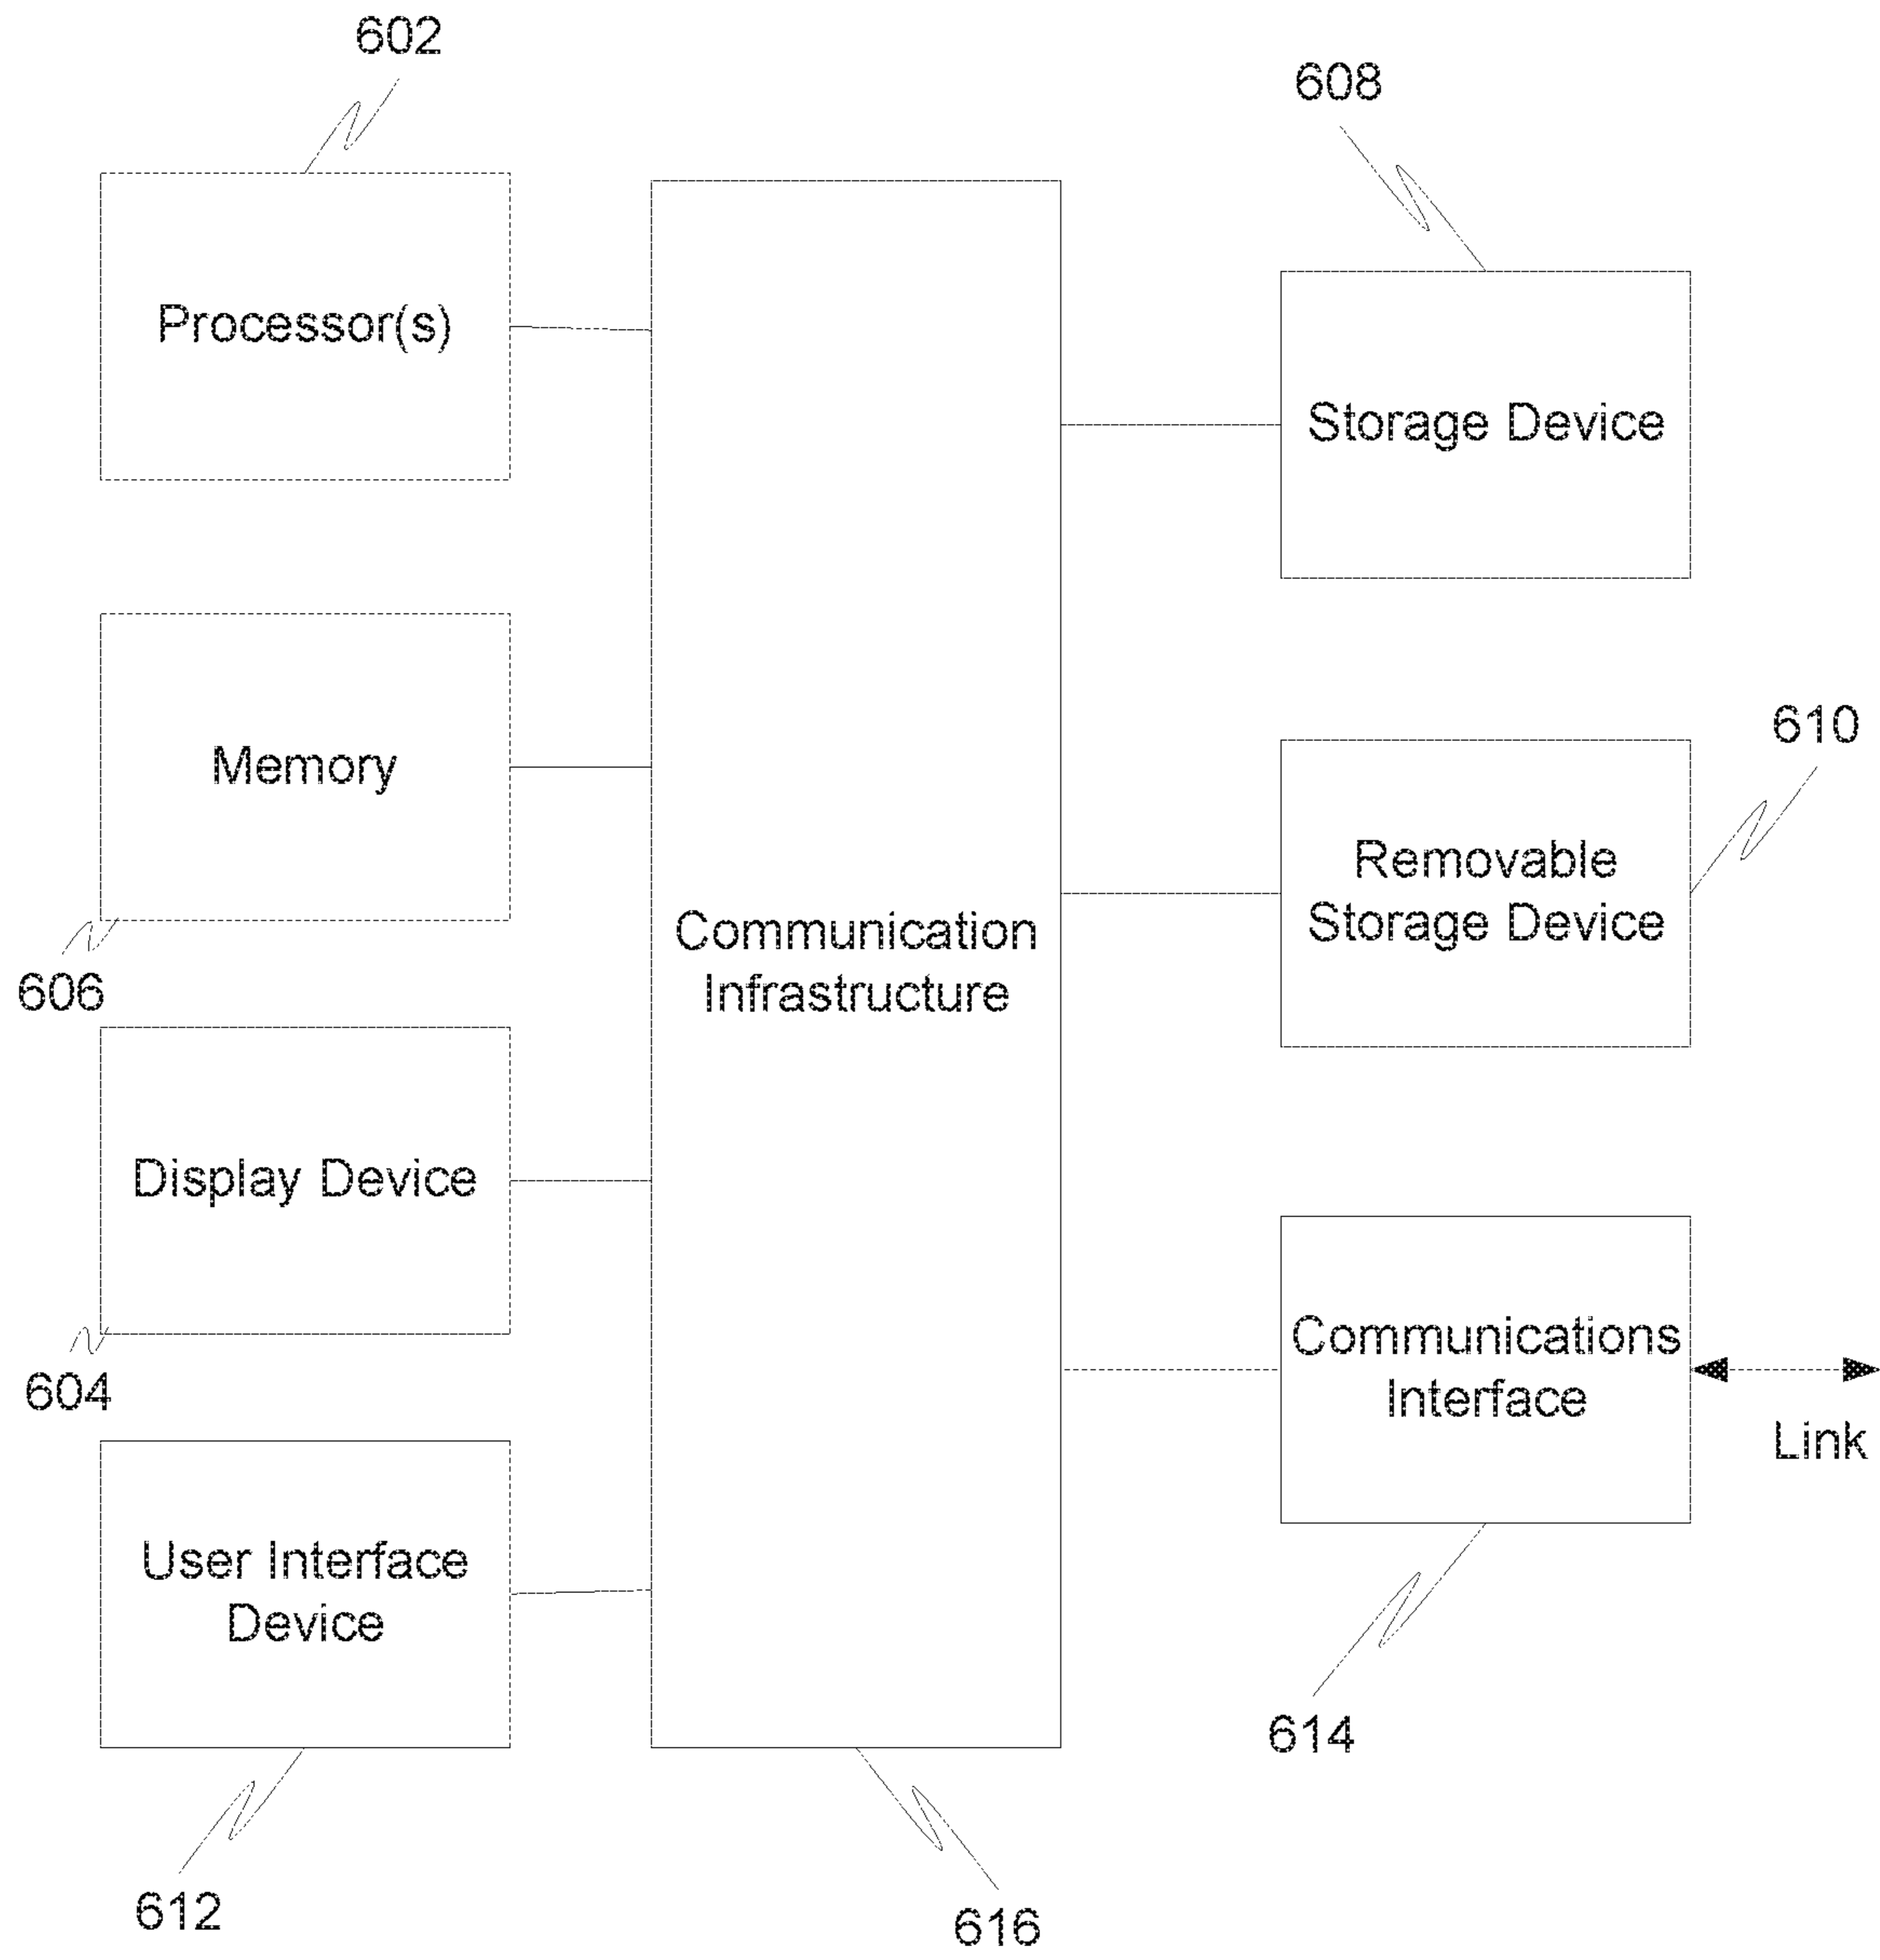 602
608
Processor(s)
Storage Device
610
Memory
Removable
Storage Device
Communication
Infrastructure
606
Display Device
Communications
Interface
604
Link
User Interface
Device
614
612
616